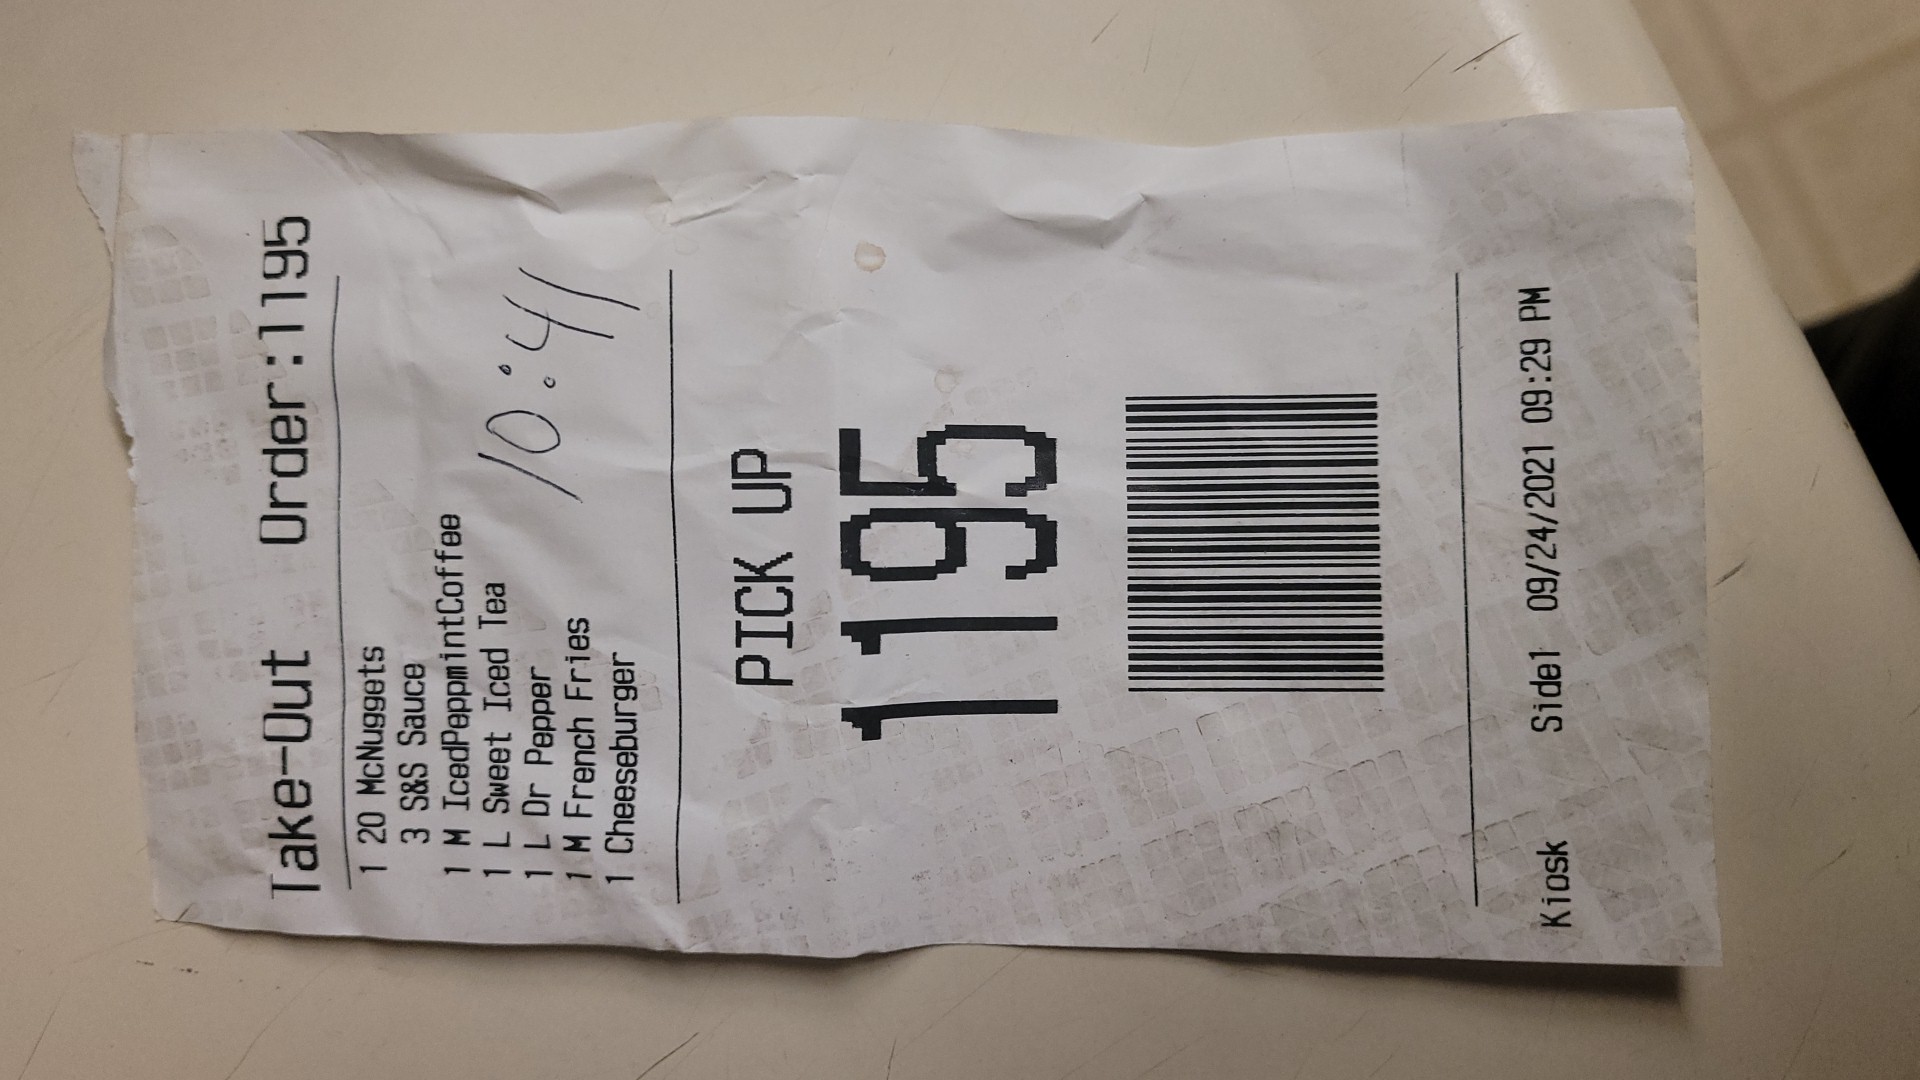 Take-Out Order:1195
1 20 McNuggets
3 S&S Sauce
1 M IcedPeppmintCoffee
1 L Sweet Iced Tea
1 L Dr Pepper
1 M French Fries
1 Cheeseburger
10:41
PICK UP
1195
Kiosk Side1 09/24/2021 09:29 PM